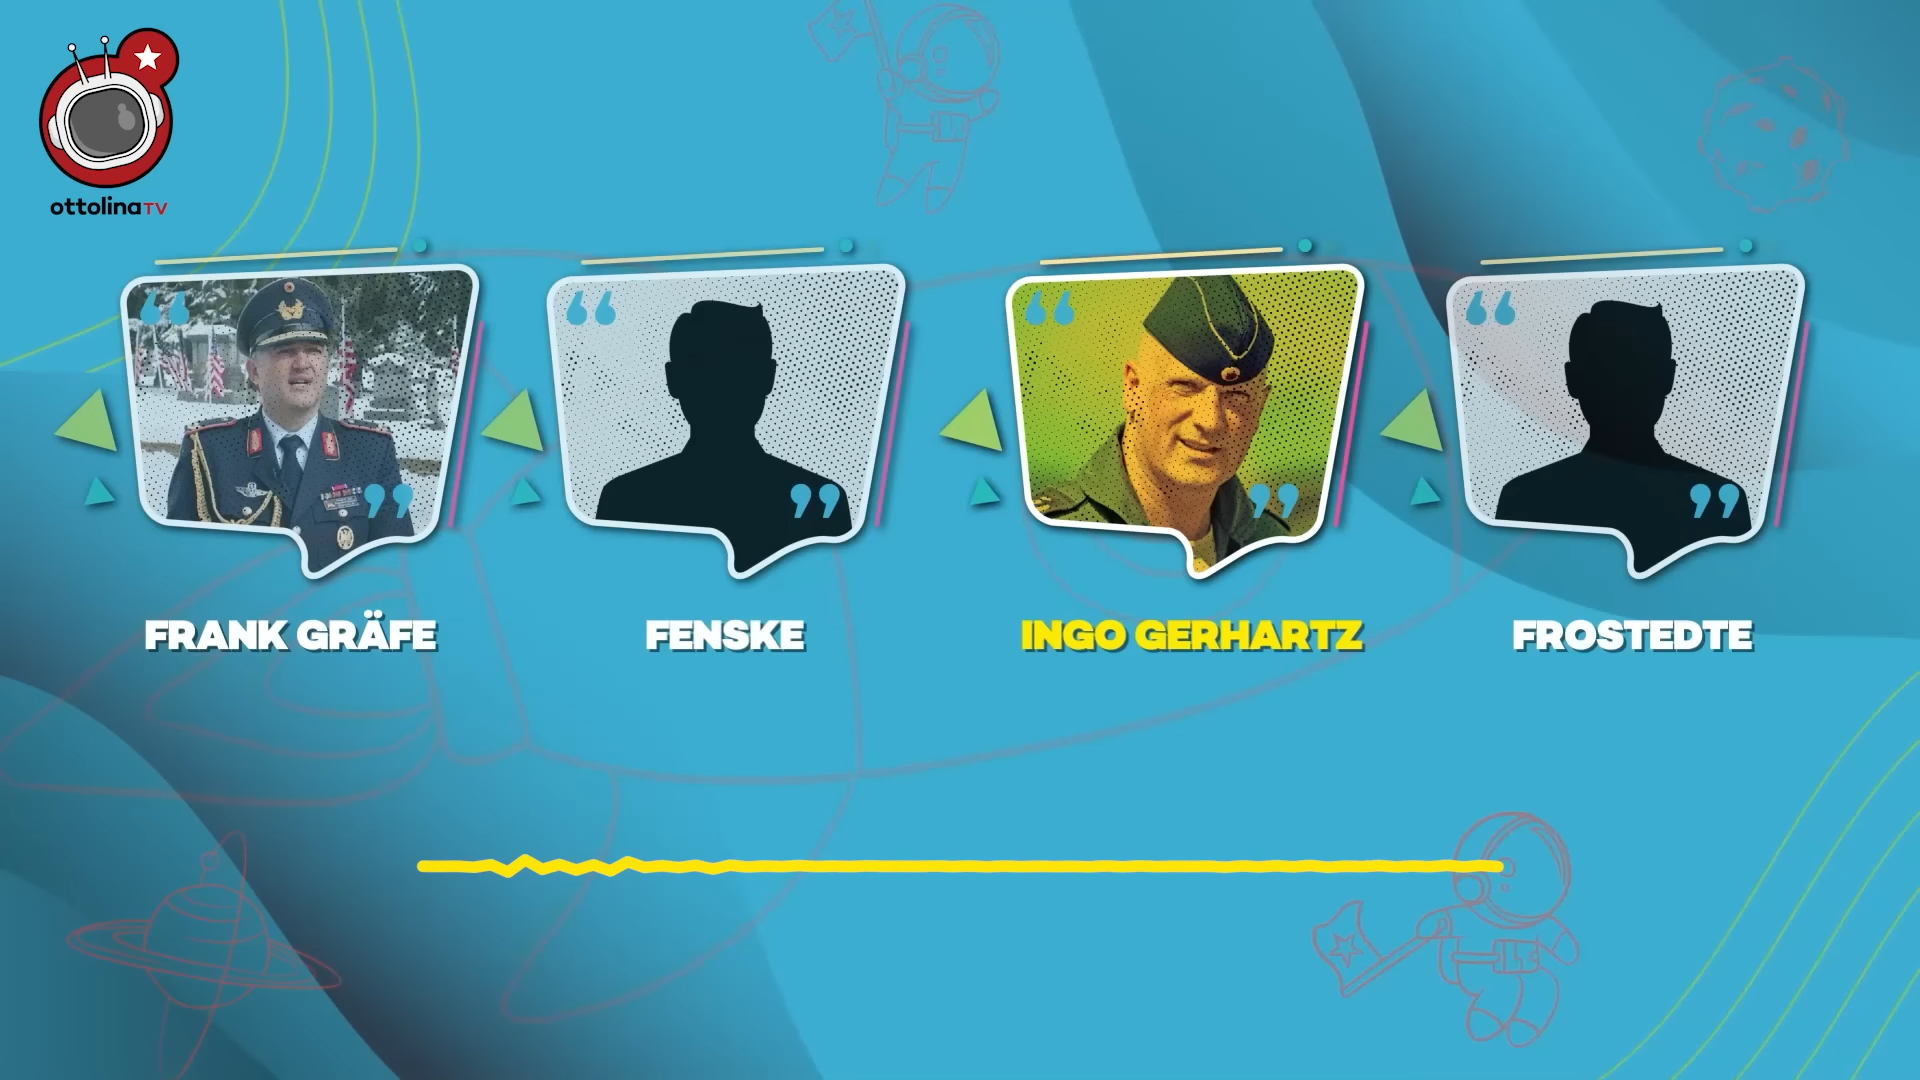 ottolinaTV
FRANK GRÄFE
FENSKE
INGO GERHARTZ
FROSTEDTE